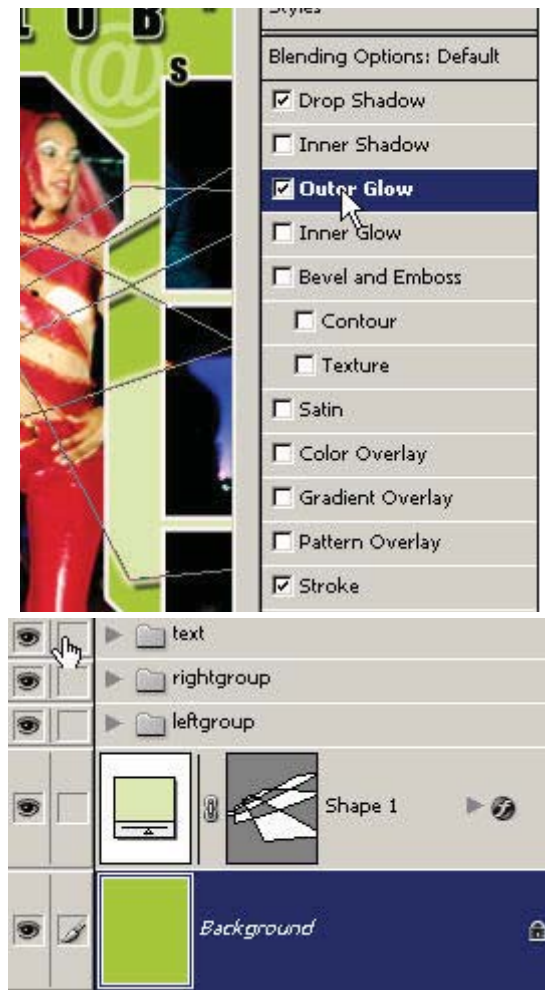 LUB'
@
s
Styles
Blending Options: Default
Drop Shadow
Inner Shadow
Outer Glow
Inner Glow
Bevel and Emboss
Contour
Texture
Satin
Color Overlay
Gradient Overlay
Pattern Overlay
Stroke
text
rightgroup
leftgroup
Shape 1
Background